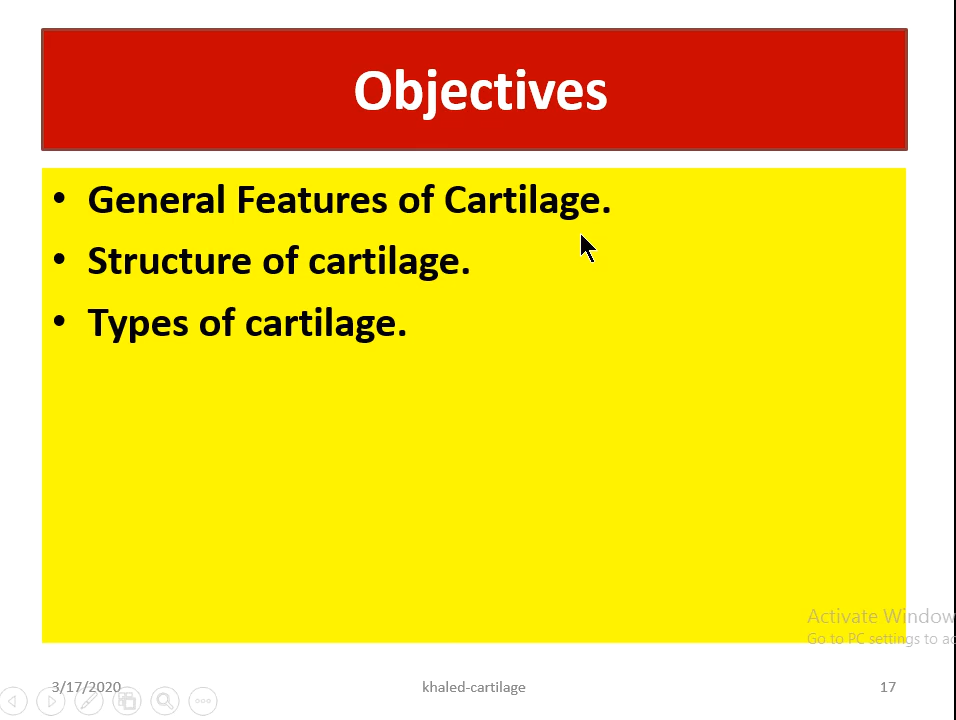 Objectives
• General Features of Cartilage.
• Structure of cartilage.
• Types of cartilage.
Activate Window
Go to PC settings to ac
3/17/2020
khaled-cartilage
17